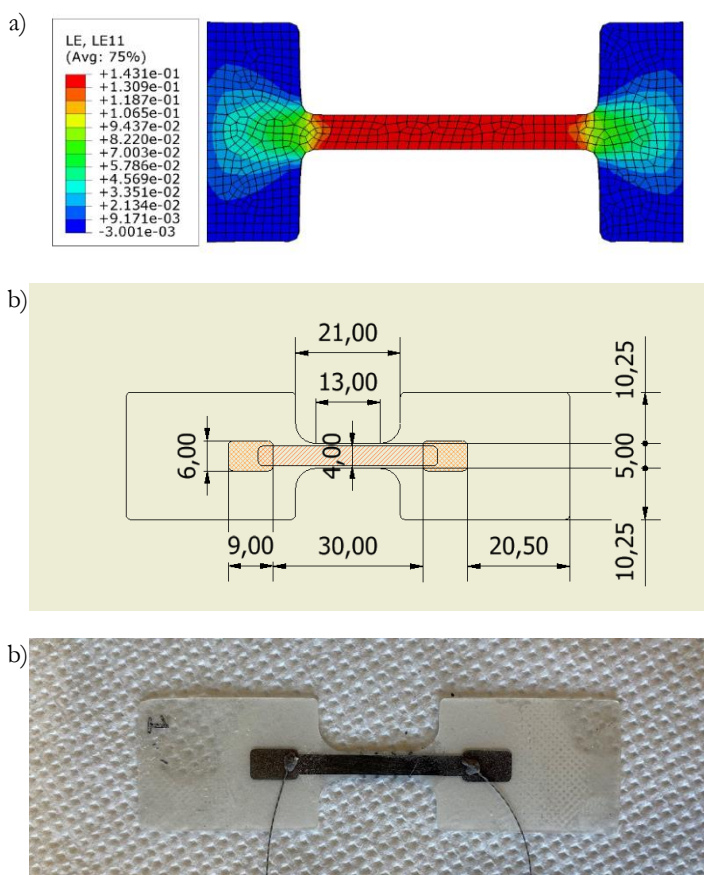 a)
LE, LE11
(Avg: 75%)
+1.431e-01
+1.309e-01
+1.187e-01
+1.065e-01
+9.437e-02
+8.220e-02
+7.003e-02
+5.786e-02
+4.569e-02
+3.351e-02
+2.134e-02
+9.171e-03
-3.001e-03
b)
21,00
13,00
10,25
6,00
4,00
5,00
9,00
30,00
20,50
10,25
b)